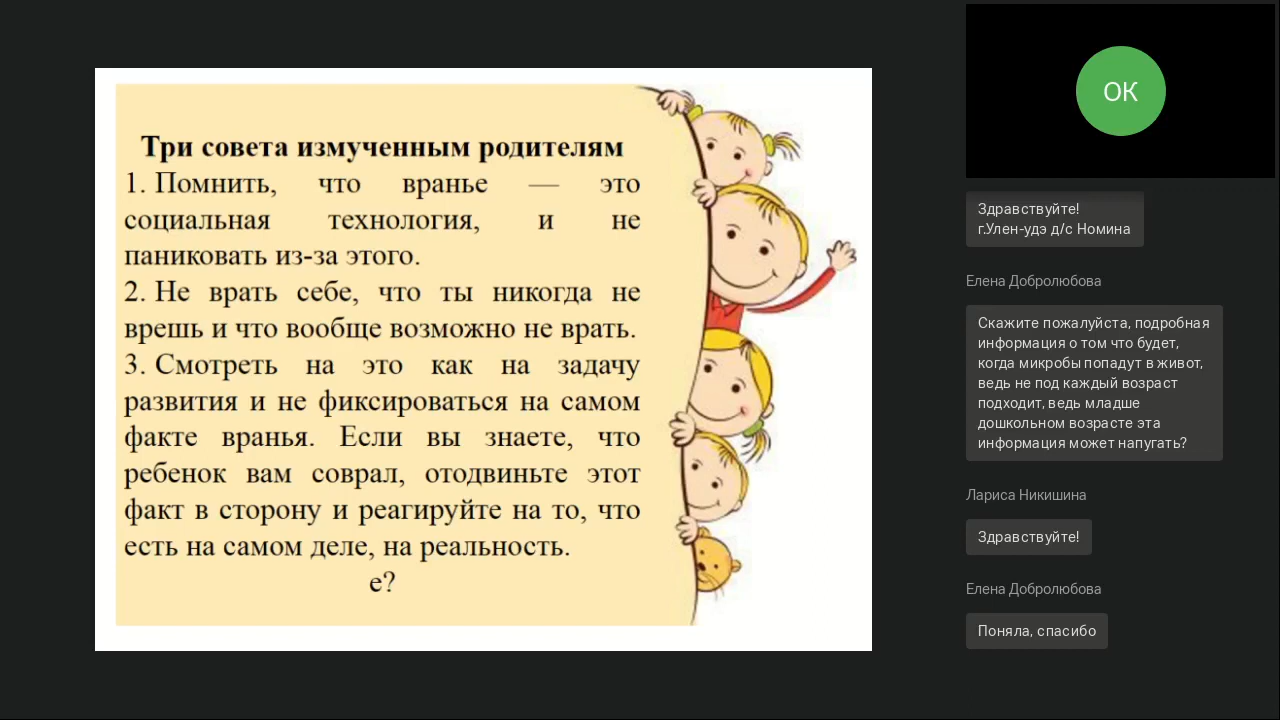 Три совета измученным родителям
1. Помнить, что вранье — это
социальная технология, и не
паниковать из-за этого.
2. Не врать себе, что ты никогда не
врешь и что вообще возможно не врать.
3. Смотреть на это как на задачу
развития и не фиксироваться на самом
факте вранья. Если вы знаете, что
ребенок вам соврал, отодвиньте этот
факт в сторону и реагируйте на то, что
есть на самом деле, на реальность.
е?
ОК
Здравствуйте!
г.Улен-удэ д/с Номина
Елена Добролюбова
Скажите пожалуйста, подробная
информация о том что будет,
когда микробы попадут в живот,
ведь не под каждый возраст
подходит, ведь младше
дошкольном возрасте эта
информация может напугать?
Лариса Никишина
Здравствуйте!
Елена Добролюбова
Поняла, спасибо